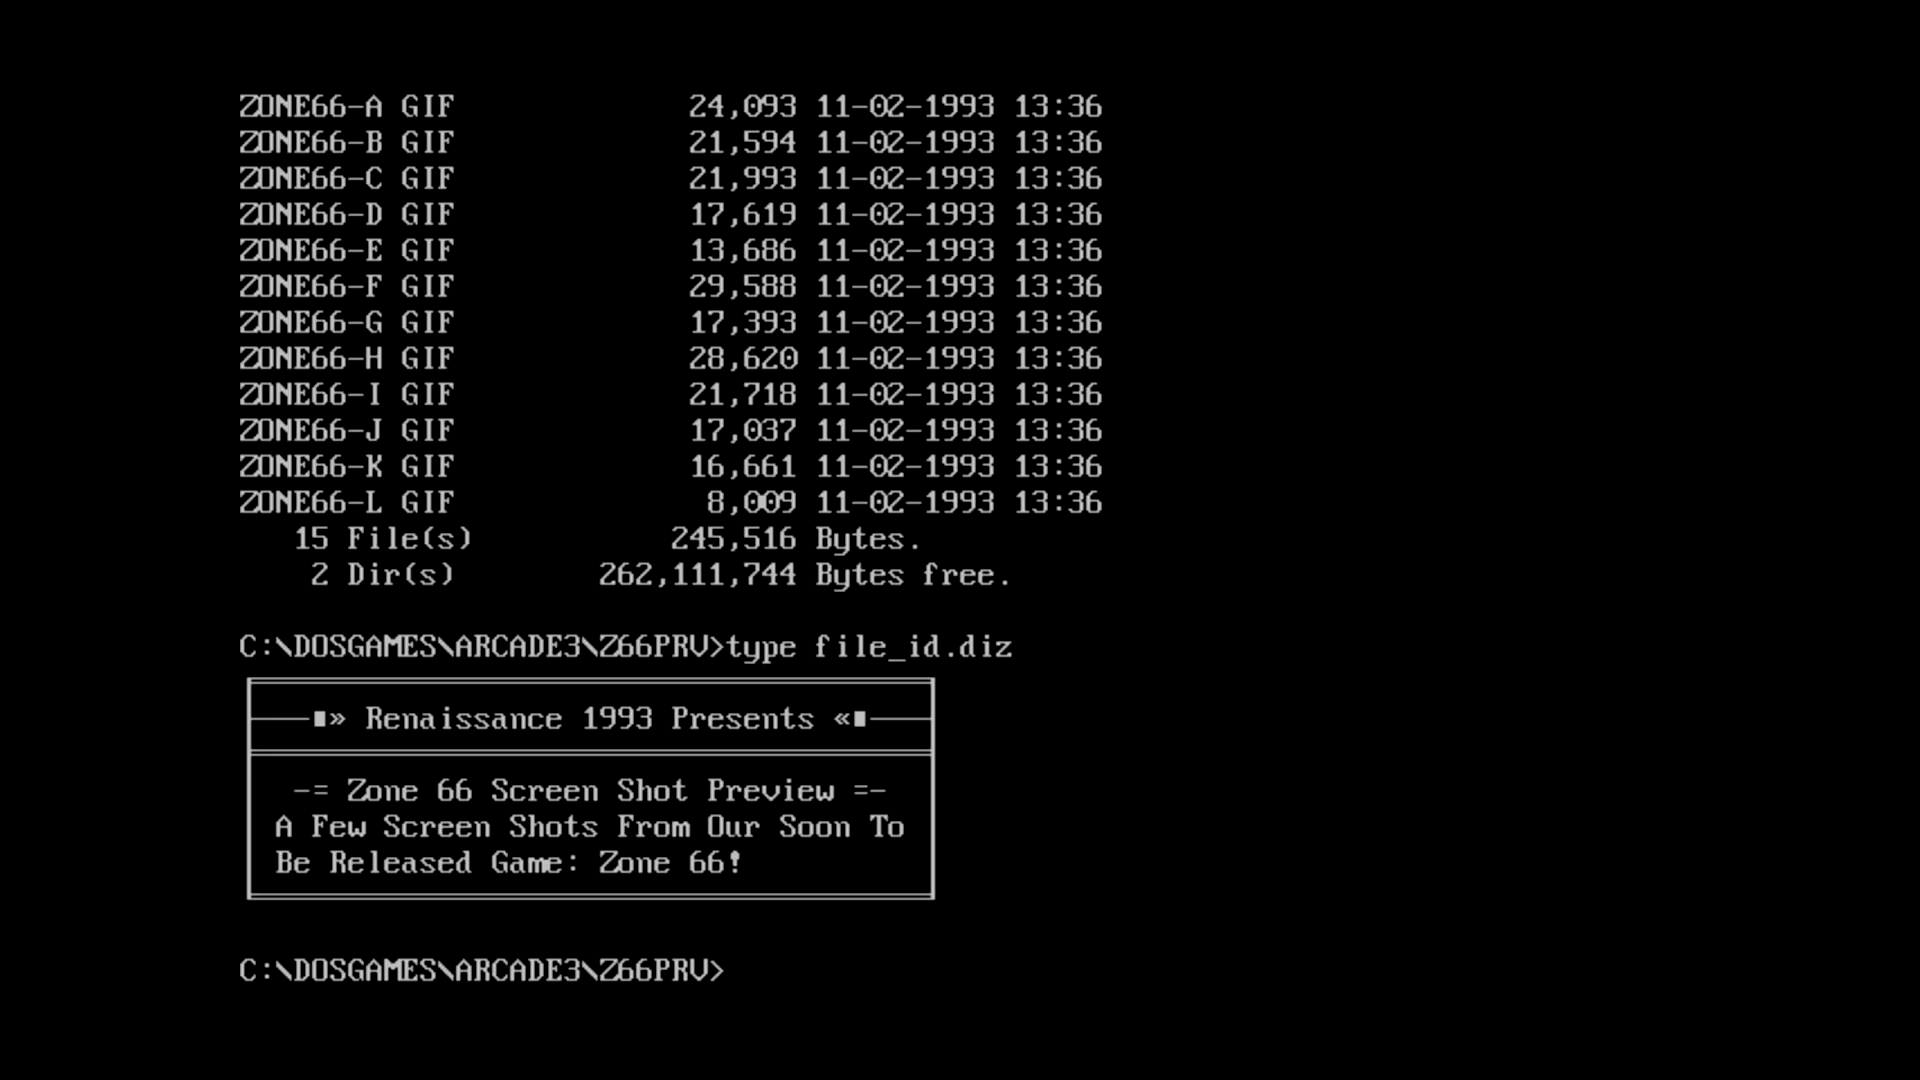 ZONE66-A GIF 24,093 11-02-1993 13:36
ZONE66-B GIF 21,594 11-02-1993 13:36
ZONE66-C GIF 21,993 11-02-1993 13:36
ZONE66-D GIF 17,619 11-02-1993 13:36
ZONE66-E GIF 13,686 11-02-1993 13:36
ZONE66-F GIF 29,588 11-02-1993 13:36
ZONE66-G GIF 17,393 11-02-1993 13:36
ZONE66-H GIF 28,620 11-02-1993 13:36
ZONE66-I GIF 21,718 11-02-1993 13:36
ZONE66-J GIF 17,037 11-02-1993 13:36
ZONE66-K GIF 16,661 11-02-1993 13:36
ZONE66-L GIF 8,009 11-02-1993 13:36
15 File(s) 245,516 Bytes.
2 Dir(s) 262,111,744 Bytes free.
C:\DOSGAMES\ARCADE3\Z66PRV>type file_id.diz
» Renaissance 1993 Presents «
-= Zone 66 Screen Shot Preview =-
A Few Screen Shots From Our Soon To
Be Released Game: Zone 66!
C:\DOSGAMES\ARCADE3\Z66PRV>